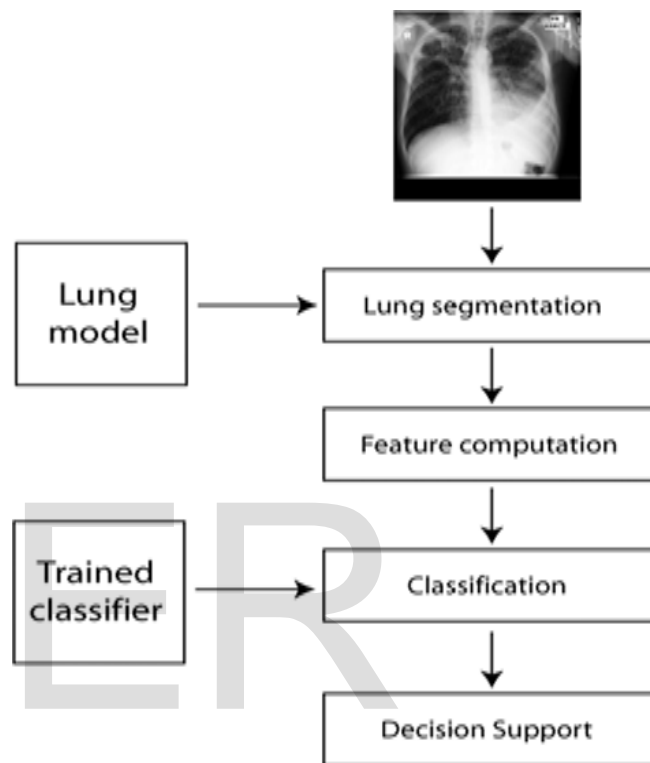 Lung
model
Lung segmentation
Feature computation
Trained
classifier
Classification
Decision Support
ER